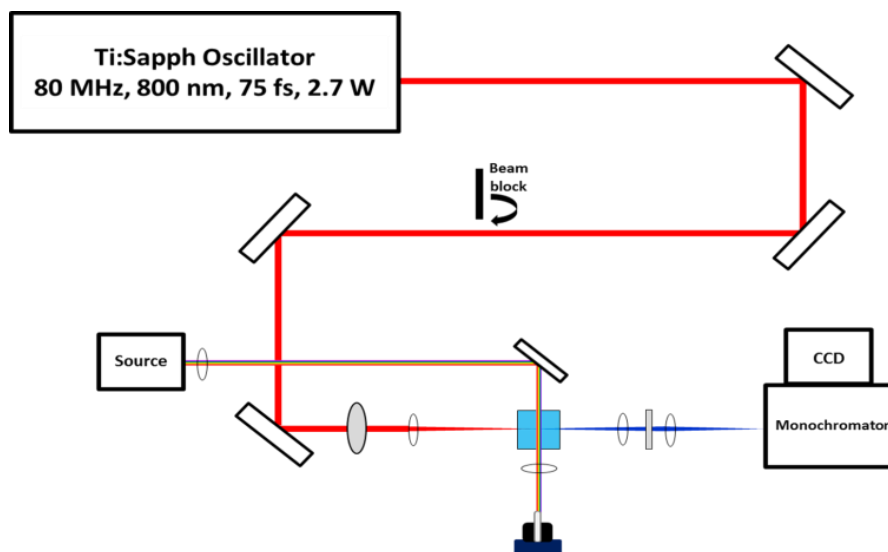 Ti:Sapph Oscillator
80 MHz, 800 nm, 75 fs, 2.7 W
Beam
block
Source
CCD
Monochromator